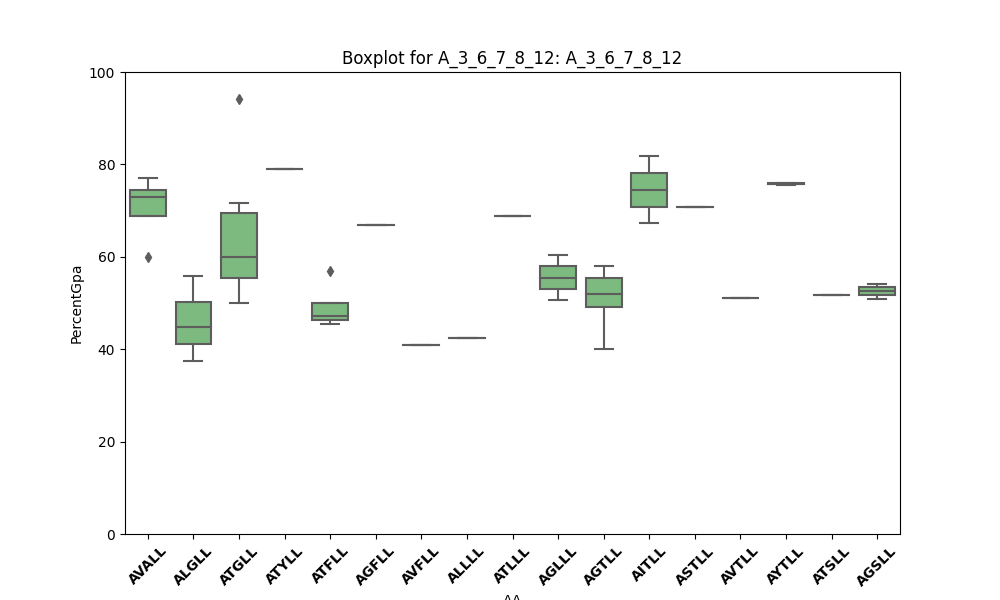 Boxplot for A_3_6_7_8_12: A_3_6_7_8_12
PercentGpa
100
80
60
40
20
0
AVALL
ALGLL
ATGLL
ATYLL
ATFLL
AGFLL
AVFLL
ALLLL
ATLLL
AGLLL
AGTLL
AITLL
ASTLL
AVTLL
AYTLL
ATSLL
AGSLL
AA